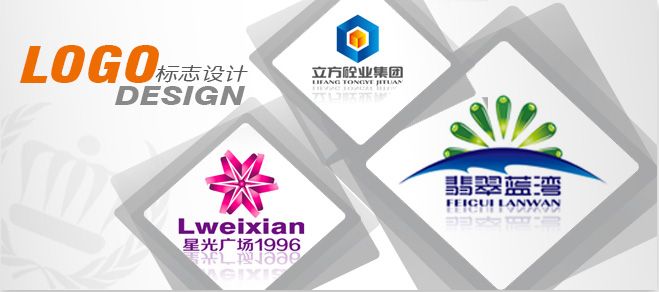 LOGO标志设计
DESIGN
立方砼业集团
LIFANG TONGYE JITUAN
Lweixian
星光广场1996
翡翠蓝湾
FEICUI LANWAN